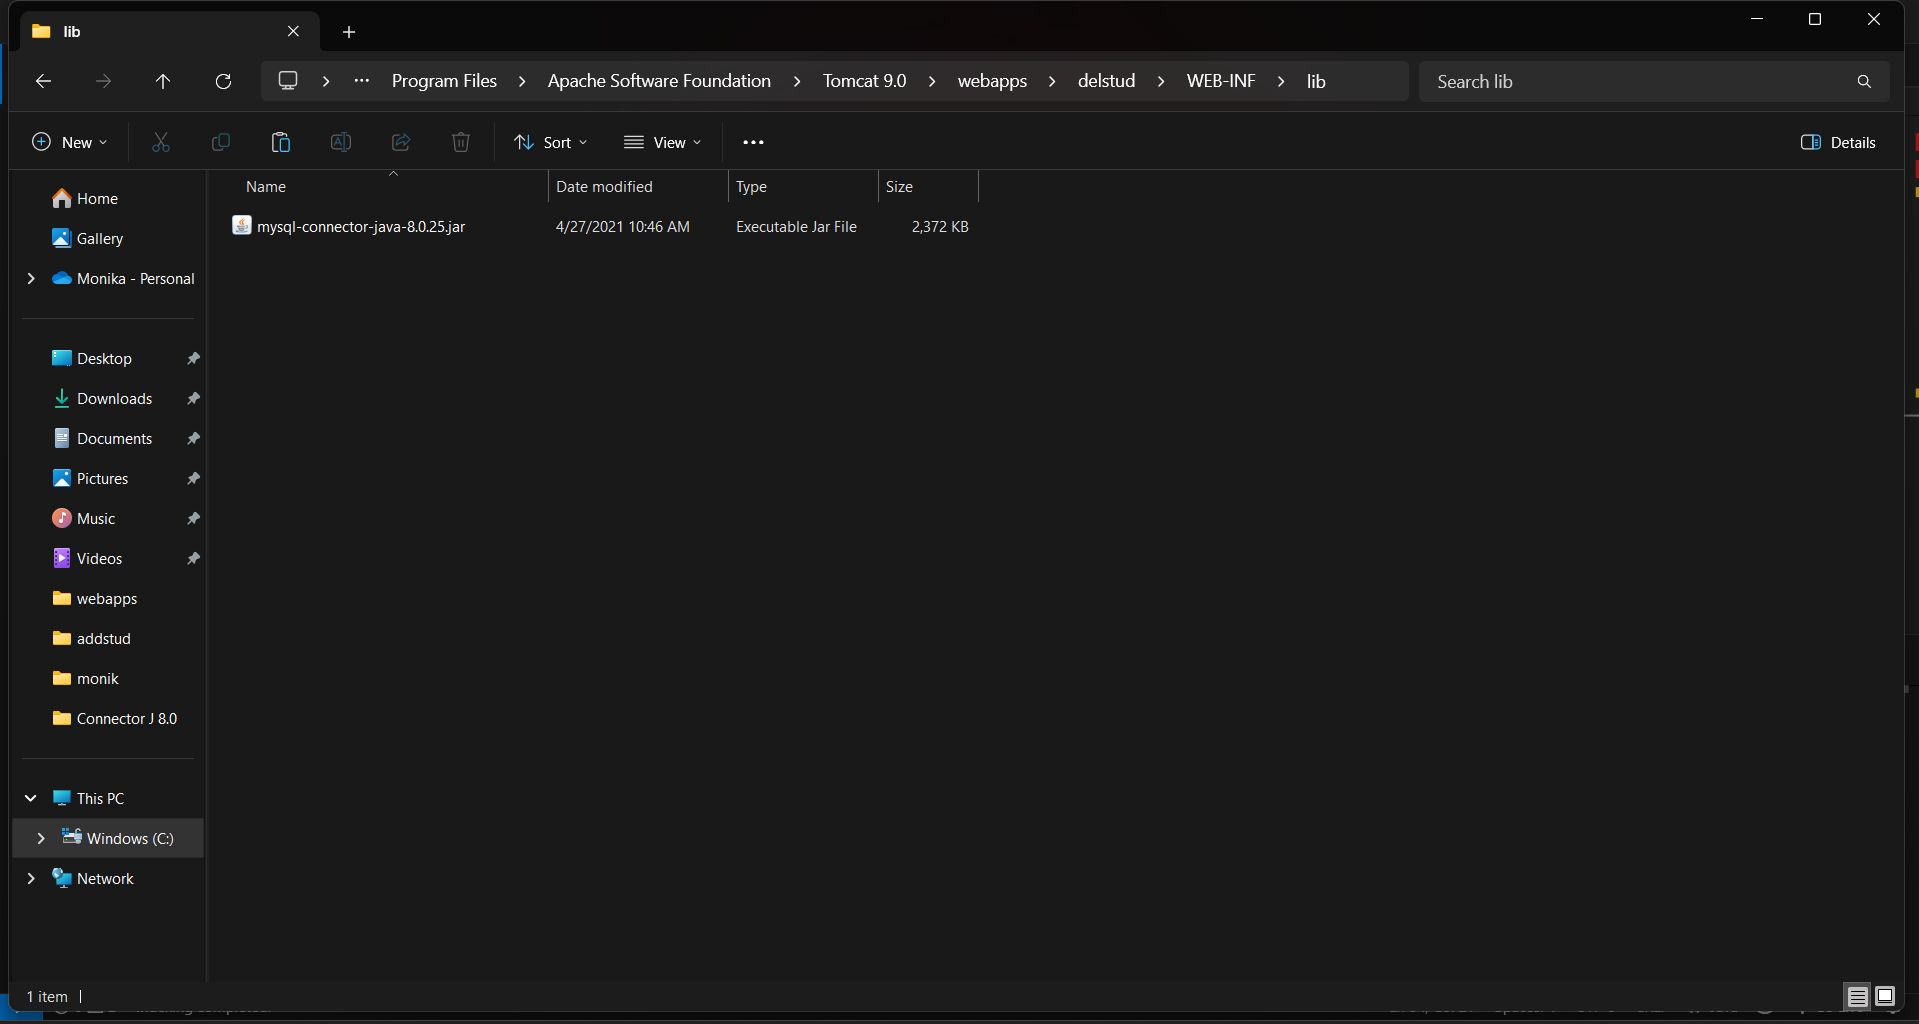 lib
Program Files Apache Software Foundation Tomcat 9.0 webapps delstud WEB-INF lib
Search lib
New Sort View Details
Name Date modified Type Size
mysql-connector-java-8.0.25.jar 4/27/2021 10:46 AM Executable Jar File 2,372 KB
Home
Gallery
Monika - Personal
Desktop
Downloads
Documents
Pictures
Music
Videos
webapps
addstud
monik
Connector J 8.0
This PC
Windows (C:)
Network
1 item